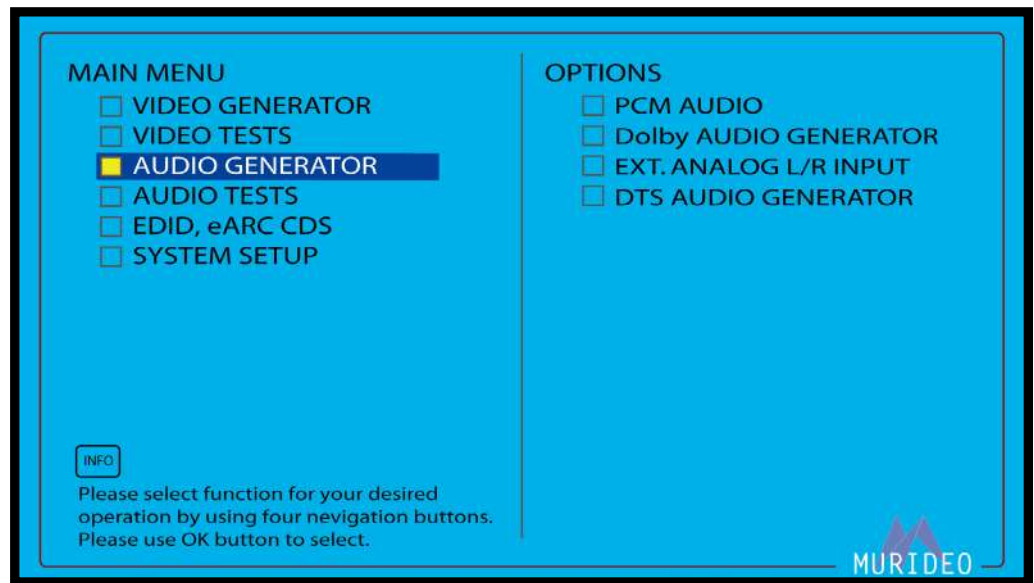 MAIN MENU
VIDEO GENERATOR
VIDEO TESTS
AUDIO GENERATOR
AUDIO TESTS
EDID, eARC CDS
SYSTEM SETUP
OPTIONS
PCM AUDIO
Dolby AUDIO GENERATOR
EXT. ANALOG L/R INPUT
DTS AUDIO GENERATOR
INFO
Please select function for your desired
operation by using four nevigation buttons.
Please use OK button to select.
MURIDEO